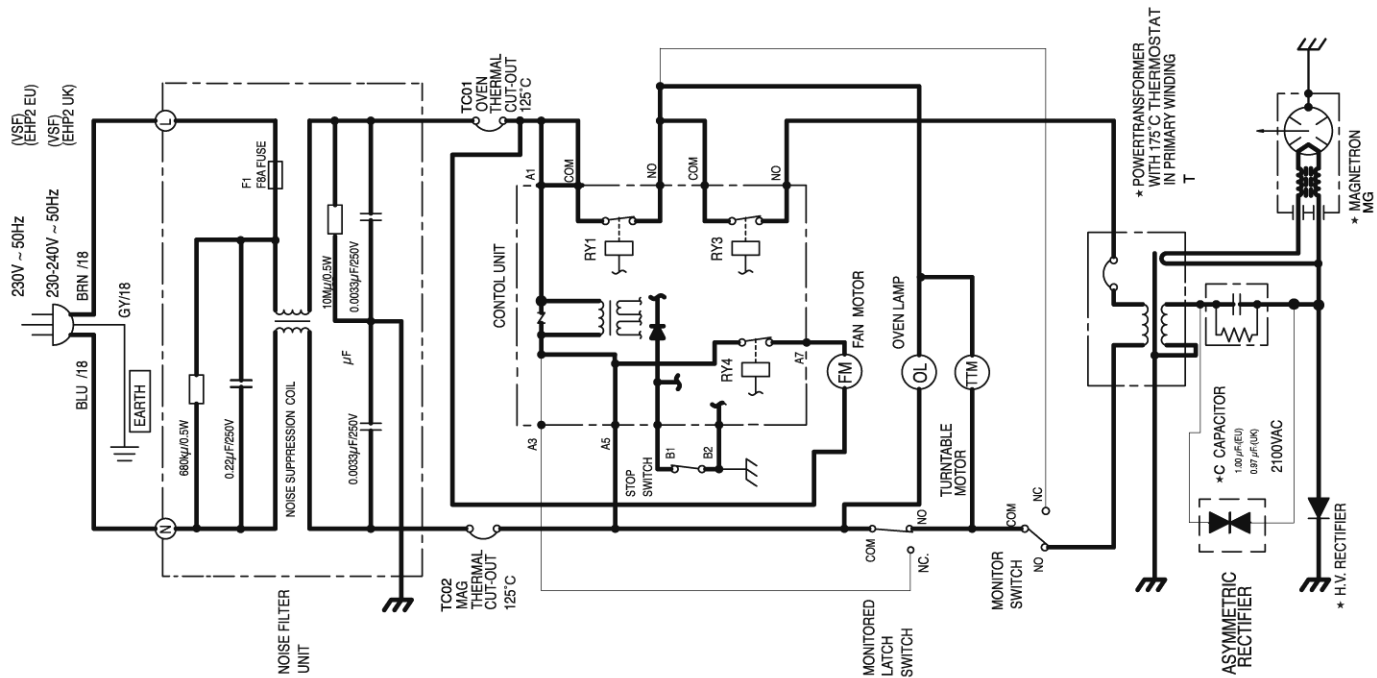 (VSF)
(EHP2 EU)
(VSF)
(EHP2 UK)
230V ~ 50Hz
230-240V ~ 50Hz
BRN /18
GY/18
BLU /18
EARTH
L
N
F1
F8A FUSE
680kμ/0.5W
0.22μF/250V
NOISE SUPPRESSION COIL
10Mμ/0.5W
0.0033μF/250V
μF
0.0033μF/250V
NOISE FILTER
UNIT
TC01
OVEN
THERMAL
CUT-OUT
125°C
TC02
MAG
THERMAL
CUT-OUT
125°C
A1
COM
NO
COM
NO
CONTOL UNIT
RY1
RY3
RY4
A7
A3
A5
STOP
SWITCH
B1
B2
FM
FAN MOTOR
OL
OVEN LAMP
TTM
TURNTABLE
MOTOR
COM
NO
NC.
MONITORED
LATCH
SWITCH
COM
NC
NO
MONITOR
SWITCH
★ POWERTRANSFORMER
WITH 175°C THERMOSTAT
IN PRIMARY WINDING
T
★ MAGNETRON
MG
★C CAPACITOR
1.00 μF.(EU)
0.97 μF.(UK)
2100VAC
ASYMMETRIC
RECTIFIER
★ H.V. RECTIFIER